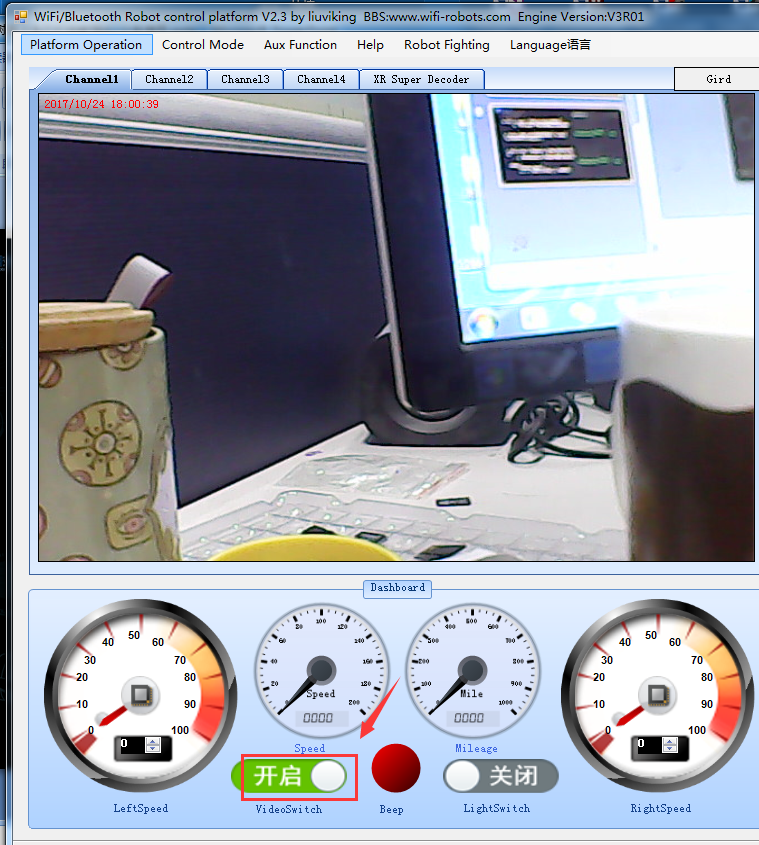 WiFi/Bluetooth Robot control platform V2.3 by liuviking BBS:www.wifi-robots.com Engine Version:V3R01
Platform Operation Control Mode Aux Function Help Robot Fighting Language语言
Channel1 Channel2 Channel3 Channel4 XR Super Decoder Gird
2017/10/24 18:00:39
Dashboard
0 10 20 30 40 50 60 70 80 90 100
0
LeftSpeed
0 20 40 60 80 100 120 140 160 180 200
Speed
0000
Speed
0 100 200 300 400 500 600 700 800 900 1000
Mile
0000
Mileage
0 10 20 30 40 50 60 70 80 90 100
0
RightSpeed
开启
VideoSwitch
Beep
关闭
LightSwitch